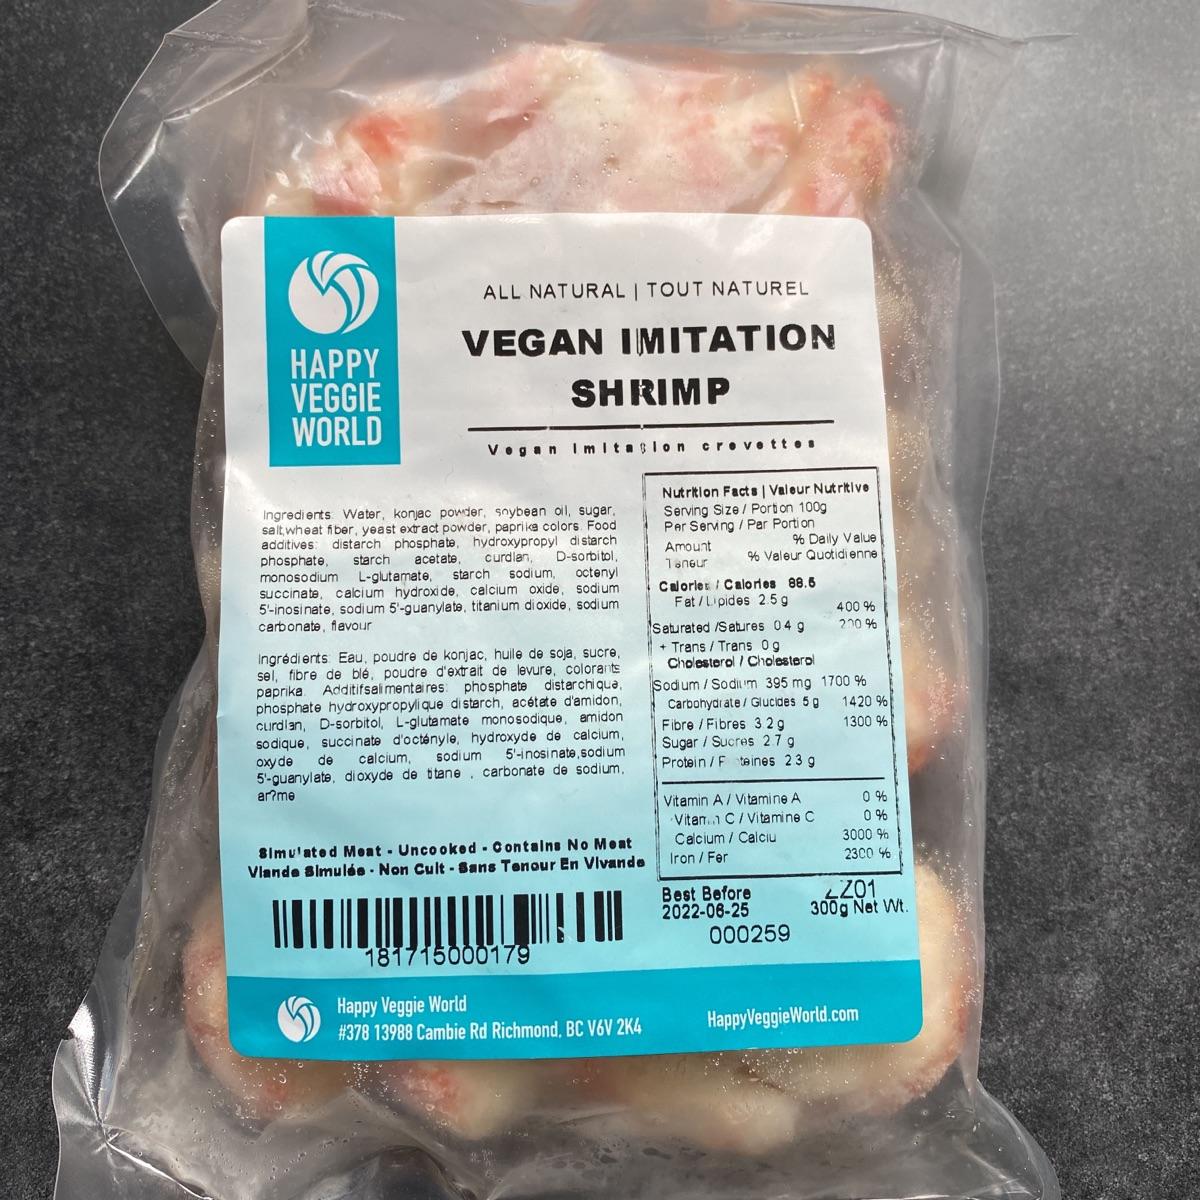 HAPPY
VEGGIE
WORLD
ALL NATURAL | TOUT NATUREL
VEGAN IMITATION
SHRIMP
Vegan Imitation crevettes
Ingredients: Water, konjac powder, soybean oil, sugar,
salt,wheat fiber, yeast extract powder, paprika colors. Food
additives: distarch phosphate, hydroxypropyl distarch
phosphate, starch acetate, curdlan, D-sorbitol,
monosodium L-glutamate, starch sodium, octenyl
succinate, calcium hydroxide, calcium oxide, sodium
5'-inosinate, sodium 5'-guanylate, titanium dioxide, sodium
carbonate, flavour
Ingrédients: Eau, poudre de konjac, huile de soja, sucre,
sel, fibre de blé, poudre d'extrait de levure, colorants
paprika. Additifsalimentaires: phosphate distarchique,
phosphate hydroxypropylique distarch, acétate d'amidon,
curdlan, D-sorbitol, L-glutamate monosodique, amidon
sodique, succinate d'octényle, hydroxyde de calcium,
oxyde de calcium, sodium 5'-inosinate,sodium
5'-guanylate, dioxyde de titane , carbonate de sodium,
ar?me
Simulated Meat - Uncooked - Contains No Meat
Viande Simulée - Non Cuit - Sans Tenour En Vivande
181715000179
Nutrition Facts | Valeur Nutritive
Serving Size / Portion 100g
Per Serving / Par Portion
Amount % Daily Value
Teneur % Valeur Quotidienne
Calories / Calories 86.5
Fat / Lipides 2.5 g 400 %
Saturated /Satures 0.4 g 200 %
+ Trans / Trans 0 g
Cholesterol / Cholesterol
Sodium / Sodium 395 mg 1700 %
Carbohydrate / Glucides 5 g 1420 %
Fibre / Fibres 3.2 g 1300 %
Sugar / Sucres 2.7 g
Protein / Proteines 2.3 g
Vitamin A / Vitamine A 0 %
Vitamin C / Vitamine C 0 %
Calcium / Calciu 3000 %
Iron / Fer 2300 %
Best Before
2022-06-25
300g Net Wt.
000259
Happy Veggie World
#378 13988 Cambie Rd Richmond, BC V6V 2K4
HappyVeggieWorld.com